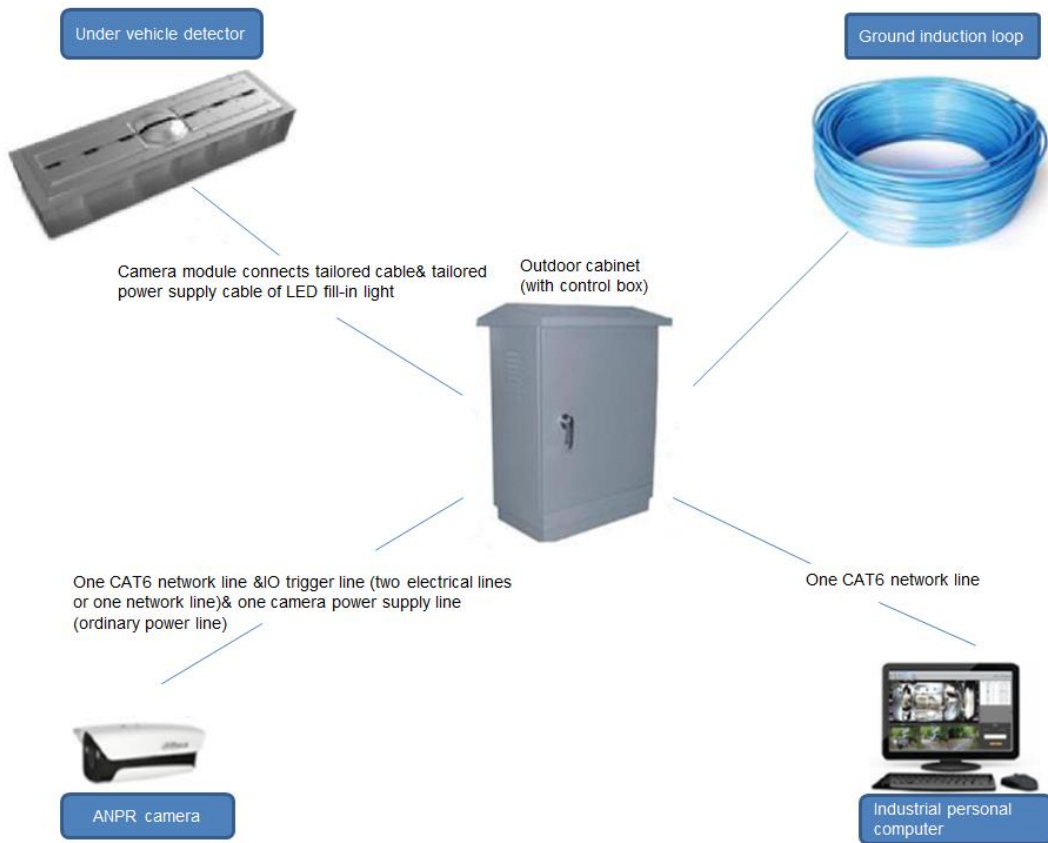 Under vehicle detector
Ground induction loop
Camera module connects tailored cable& tailored
power supply cable of LED fill-in light
Outdoor cabinet
(with control box)
One CAT6 network line &IO trigger line (two electrical lines
or one network line)& one camera power supply line
(ordinary power line)
One CAT6 network line
ANPR camera
Industrial personal
computer